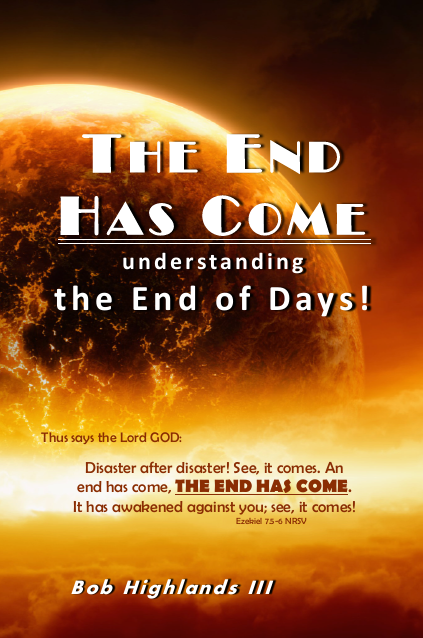 The End
Has Come
understanding
the End of Days!
Thus says the Lord GOD:
Disaster after disaster! See, it comes. An
end has come, THE END HAS COME.
It has awakened against you; see, it comes!
Ezekiel 7:5-6 NRSV
Bob Highlands III